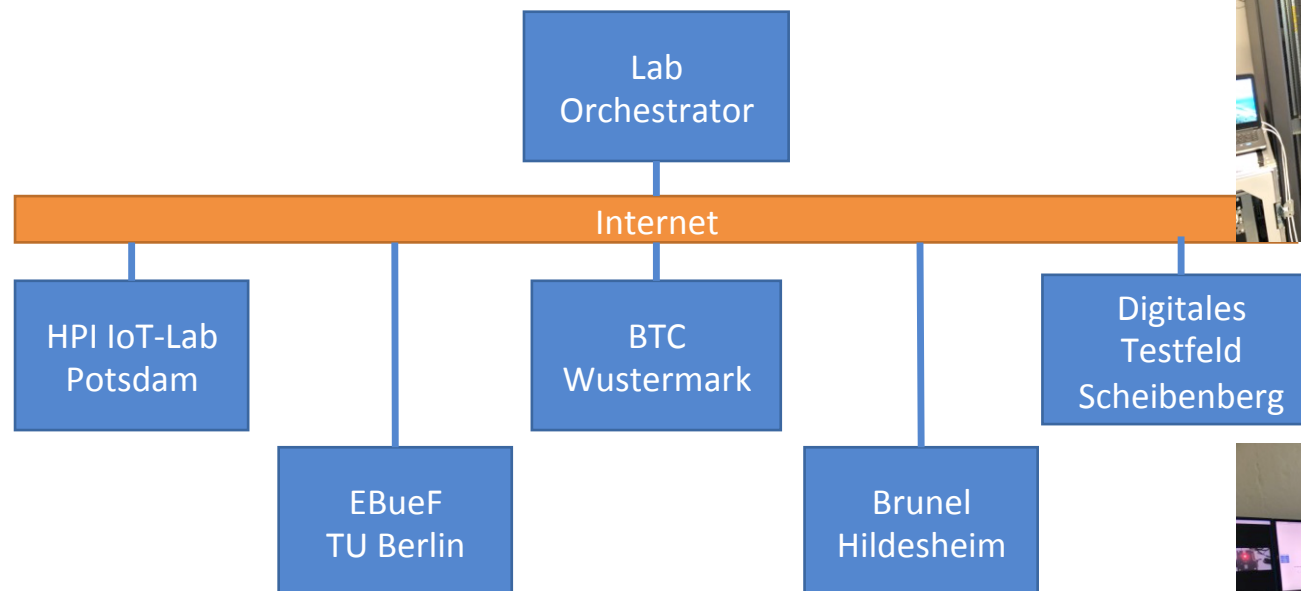 Lab
Orchestrator
Internet
HPI IoT-Lab
Potsdam
BTC
Wustermark
Digitales
Testfeld
Scheibenberg
EBueF
TU Berlin
Brunel
Hildesheim